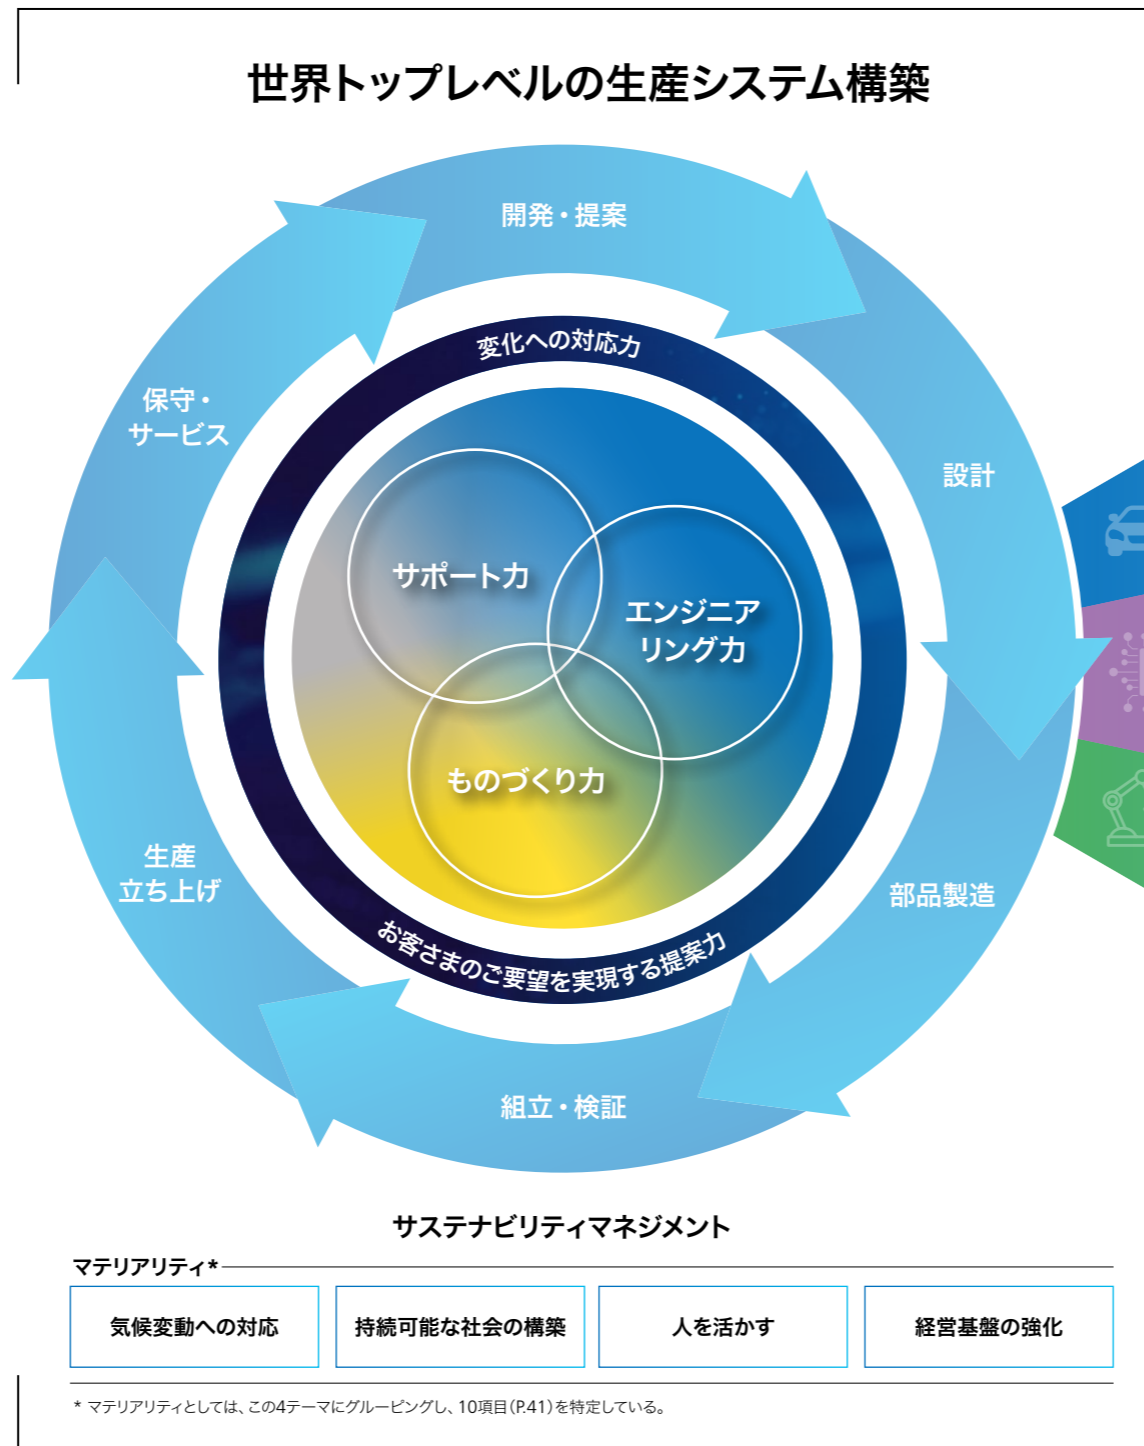 世界トップレベルの生産システム構築
開発・提案
変化への対応力
保守・
サービス
設計
サポート力
エンジニア
リング力
ものづくり力
生産
立ち上げ
部品製造
お客さまのご要望を実現する提案力
組立・検証
サステナビリティマネジメント
マテリアリティ*
気候変動への対応
持続可能な社会の構築
人を活かす
経営基盤の強化
* マテリアリティとしては、この4テーマにグルーピングし、10項目(P.41)を特定している。